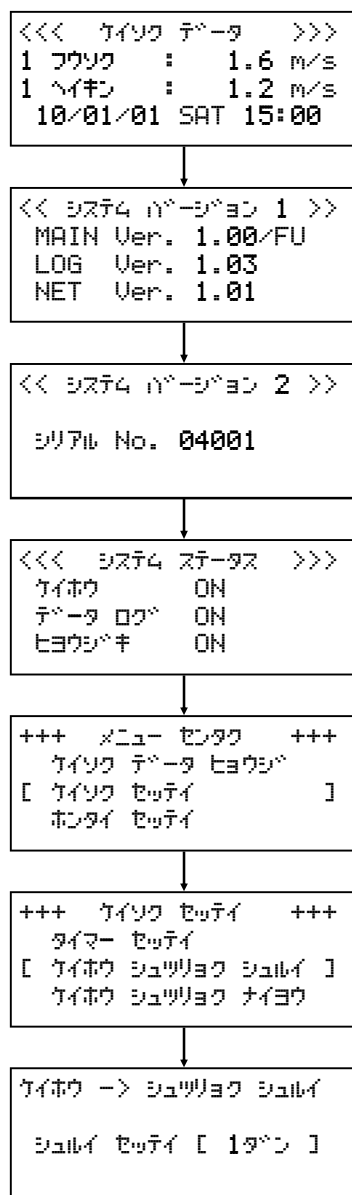 <<< ケイソク データ >>>
1 フウソク : 1.6 m/s
1 ヘイキン : 1.2 m/s
10/01/01 SAT 15:00
<< システム バージョン 1 >>
MAIN Ver. 1.00/FU
LOG Ver. 1.03
NET Ver. 1.01
<< システム バージョン 2 >>
シリアル No. 04001
<<< システム ステータス >>>
ケイホウ ON
データ ログ ON
ヒョウジキ ON
+++ メニュー センタク +++
ケイソク データ ヒョウジ
[ ケイソク セッテイ ]
ホンタイ セッテイ
+++ ケイソク セッテイ +++
タイマー セッテイ
[ ケイホウ シュツリョク シュルイ ]
ケイホウ シュツリョク ナイヨウ
ケイホウ -> シュツリョク シュルイ
シュルイ セッテイ [ 1ダン ]